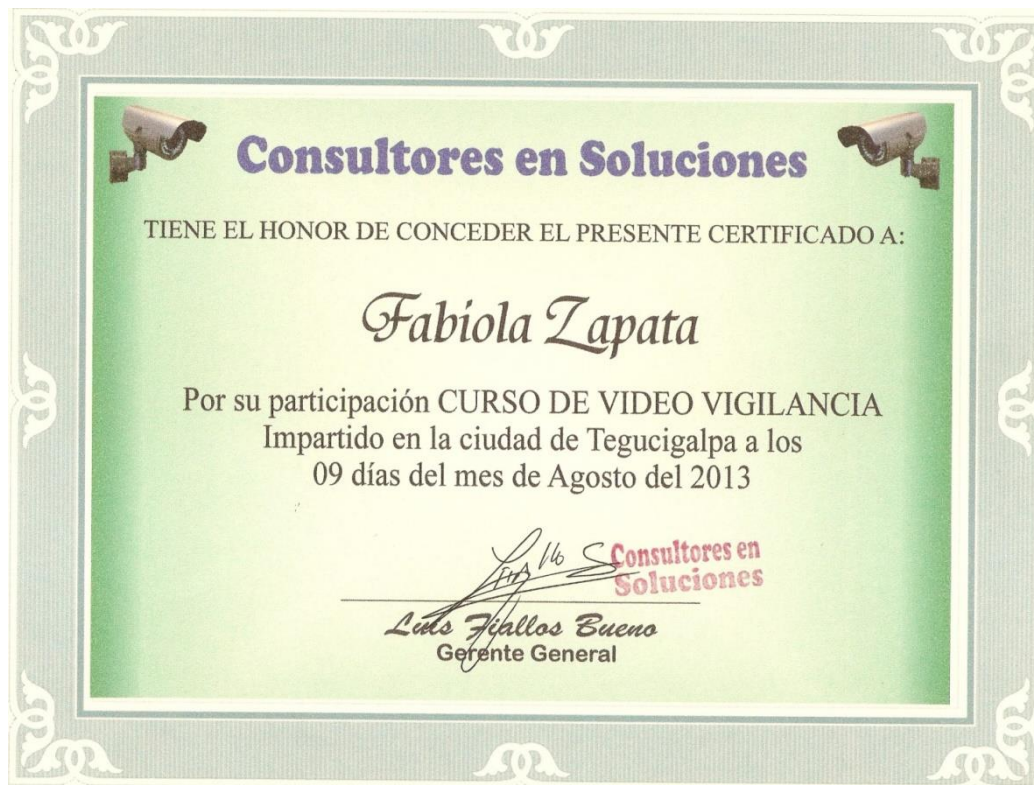 Consultores en Soluciones
TIENE EL HONOR DE CONCEDER EL PRESENTE CERTIFICADO A:
Fabiola Zapata
Por su participación CURSO DE VIDEO VIGILANCIA
Impartido en la ciudad de Tegucigalpa a los
09 días del mes de Agosto del 2013
Consultores en
Soluciones
Luis Fiallos Bueno
Gerente General